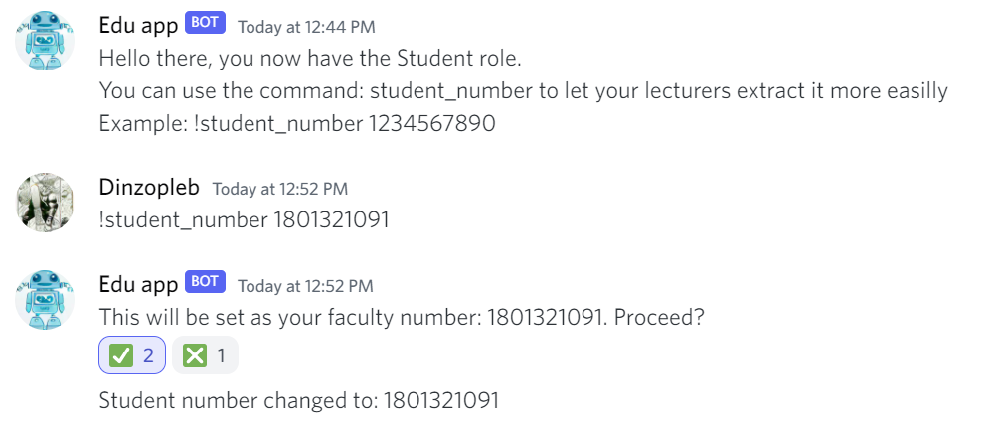 Edu app BOT Today at 12:44 PM
Hello there, you now have the Student role.
You can use the command: student_number to let your lecturers extract it more easilly
Example: !student_number 1234567890
Dinzopleb Today at 12:52 PM
!student_number 1801321091
Edu app BOT Today at 12:52 PM
This will be set as your faculty number: 1801321091. Proceed?
2 1
Student number changed to: 1801321091